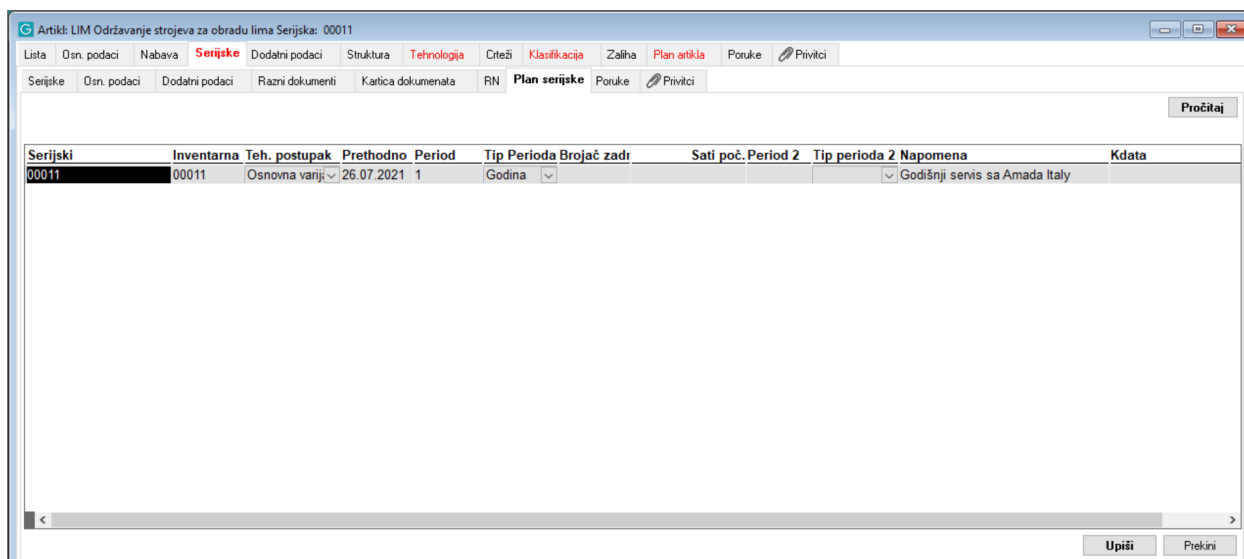 Artikl: LIM Održavanje strojeva za obradu lima Serijska: 00011
Lista Osn. podaci Nabava Serijske Dodatni podaci Struktura Tehnologija Crteži Klasifikacija Zaliha Plan artikla Poruke Privitci
Serijske Osn. podaci Dodatni podaci Razni dokumenti Kartica dokumenata RN Plan serijske Poruke Privitci
Pročitaj
Serijski Inventarna Teh. postupak Prethodno Period Tip Perioda Brojač zadr Sati poč. Period 2 Tip perioda 2 Napomena Kdata
00011 00011 Osnovna varija 26.07.2021 1 Godina Godišnji servis sa Amada Italy
Upiši Prekini